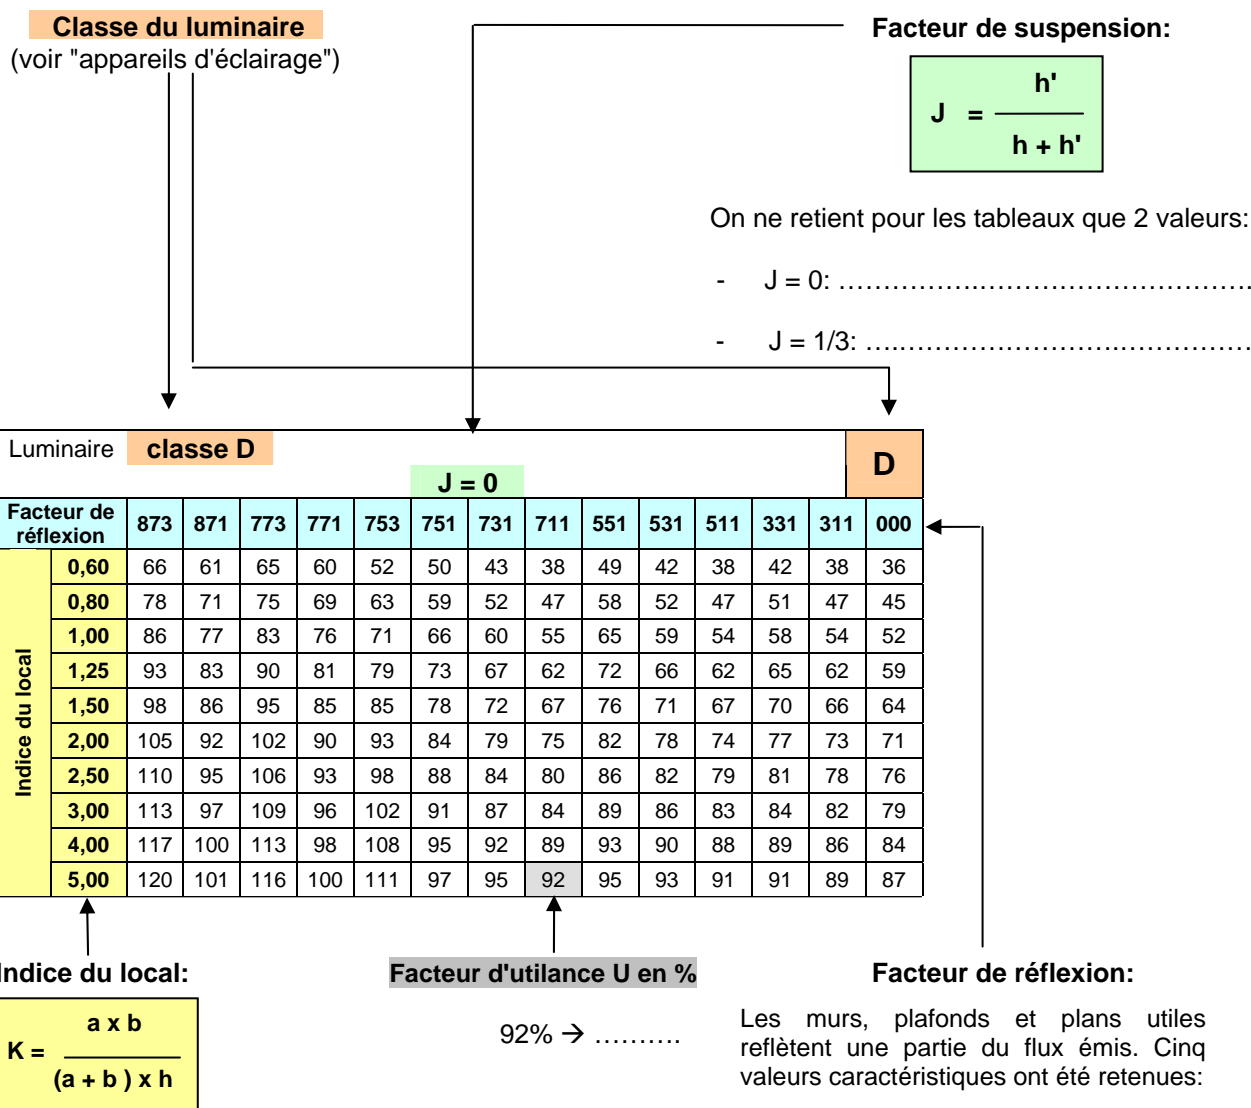 Classe du luminaire
(voir "appareils d'éclairage")
Facteur de suspension:
h'
J =
h + h'
On ne retient pour les tableaux que 2 valeurs:
- J = 0: …………….……………………….
- J = 1/3: ….…………………….……………
Luminaire classe D
J = 0
D
Facteur de réflexion 873 871 773 771 753 751 731 711 551 531 511 331 311 000
Indice du local
0,60 66 61 65 60 52 50 43 38 49 42 38 42 38 36
0,80 78 71 75 69 63 59 52 47 58 52 47 51 47 45
1,00 86 77 83 76 71 66 60 55 65 59 54 58 54 52
1,25 93 83 90 81 79 73 67 62 72 66 62 65 62 59
1,50 98 86 95 85 85 78 72 67 76 71 67 70 66 64
2,00 105 92 102 90 93 84 79 75 82 78 74 77 73 71
2,50 110 95 106 93 98 88 84 80 86 82 79 81 78 76
3,00 113 97 109 96 102 91 87 84 89 86 83 84 82 79
4,00 117 100 113 98 108 95 92 89 93 90 88 89 86 84
5,00 120 101 116 100 111 97 95 92 95 93 91 91 89 87
Indice du local:
a x b
K =
(a + b ) x h
Facteur d'utilance U en %
92% → ……….
Facteur de réflexion:
Les murs, plafonds et plans utiles
reflètent une partie du flux émis. Cinq
valeurs caractéristiques ont été retenues: